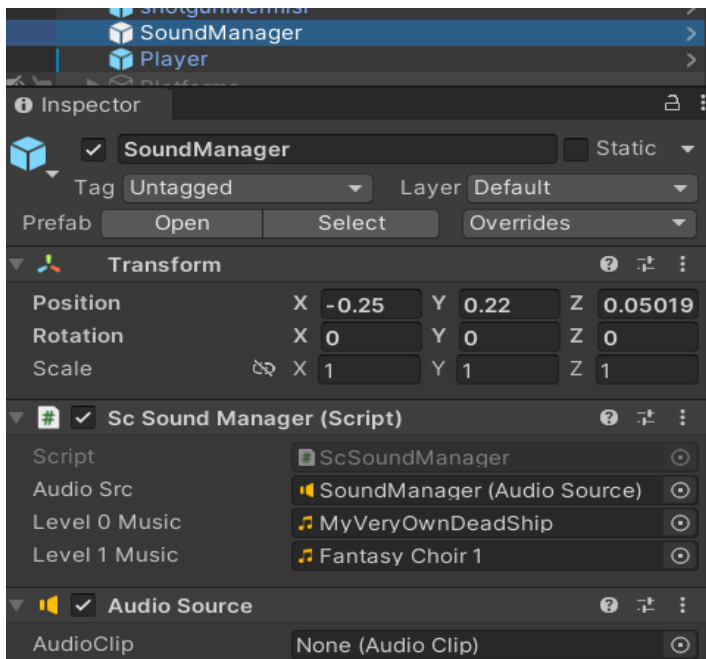 shotgunMermisi
SoundManager
Player
Platforms
Inspector
SoundManager Static
Tag Untagged Layer Default
Prefab Open Select Overrides
Transform
Position X -0.25 Y 0.22 Z 0.05019
Rotation X 0 Y 0 Z 0
Scale X 1 Y 1 Z 1
# Sc Sound Manager (Script)
Script # ScSoundManager
Audio Src SoundManager (Audio Source)
Level 0 Music MyVeryOwnDeadShip
Level 1 Music Fantasy Choir 1
Audio Source
AudioClip None (Audio Clip)